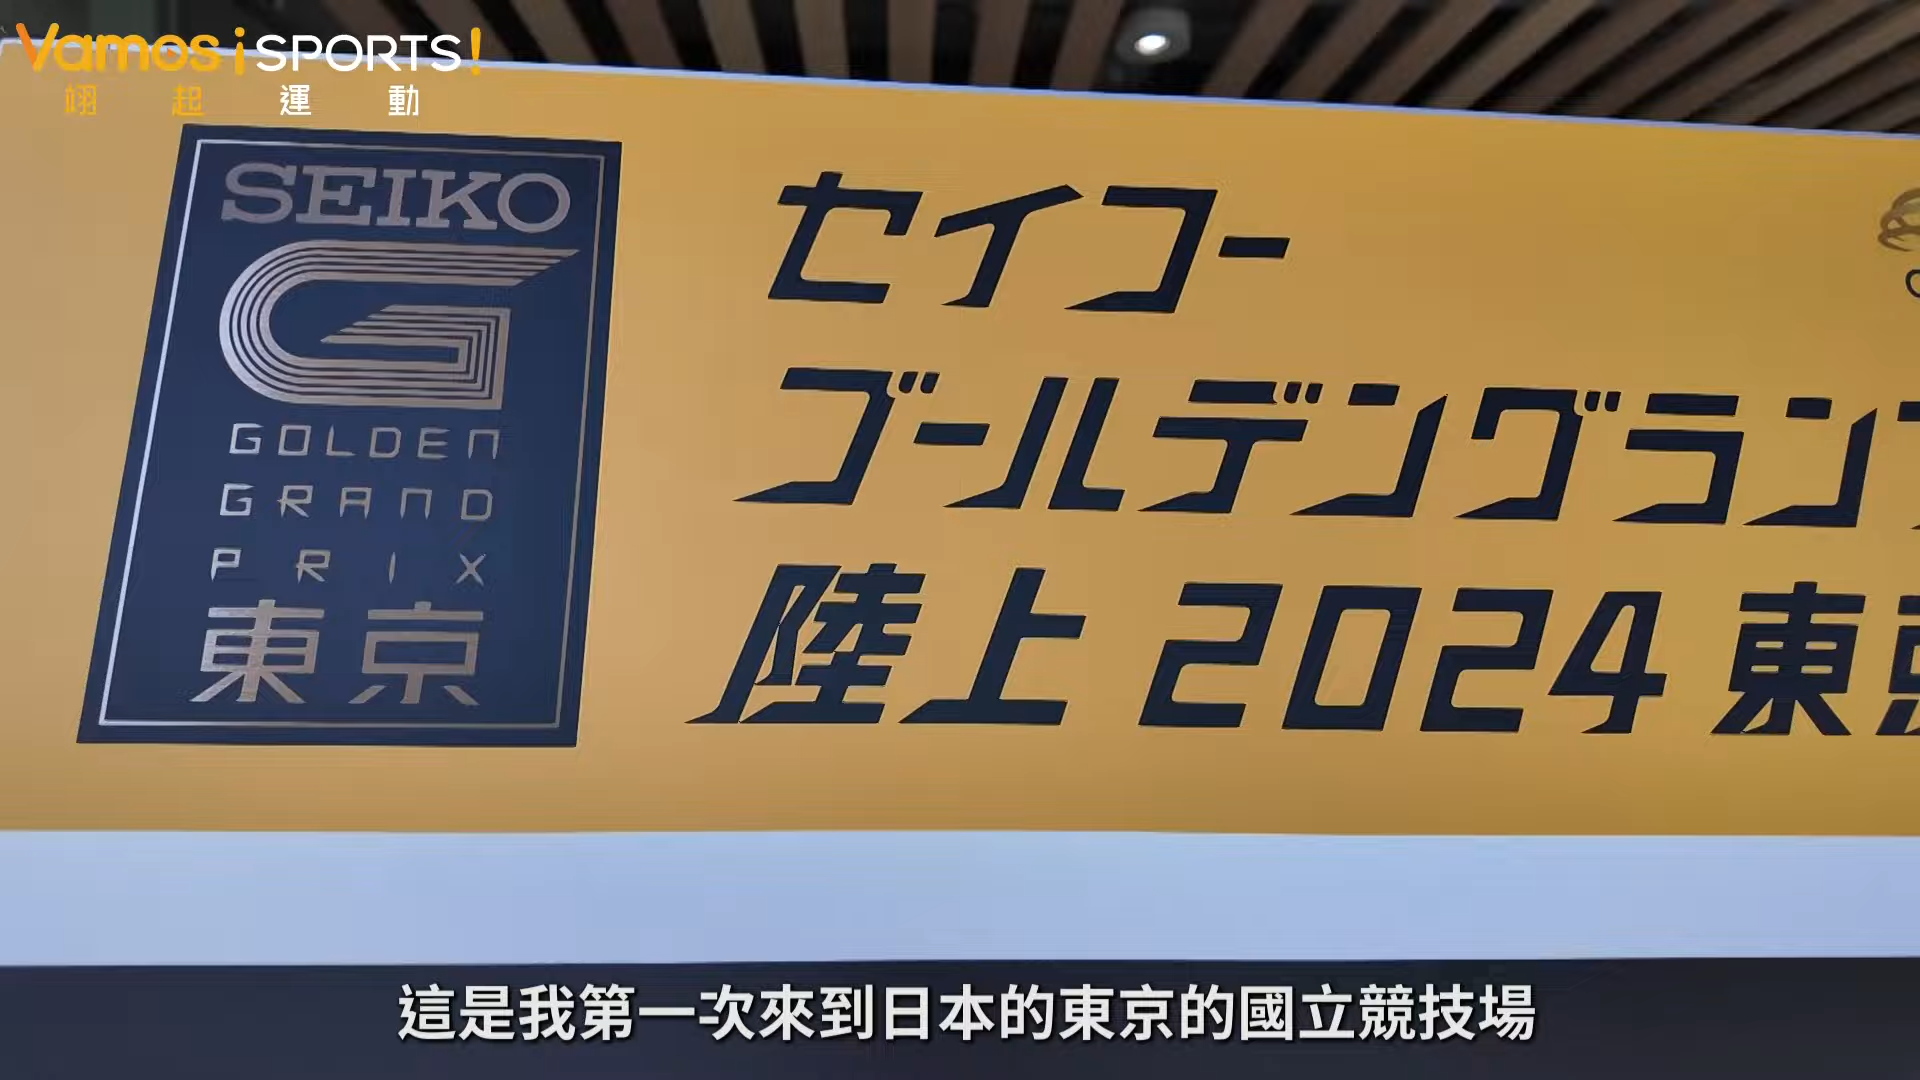 Vamos iSPORTS!
翊起運動
SEIKO
GOLDEN
GRAND
PRIX
東京
セイコー
ゴールデングラン
陸上 2024 東
這是我第一次來到日本的東京的國立競技場